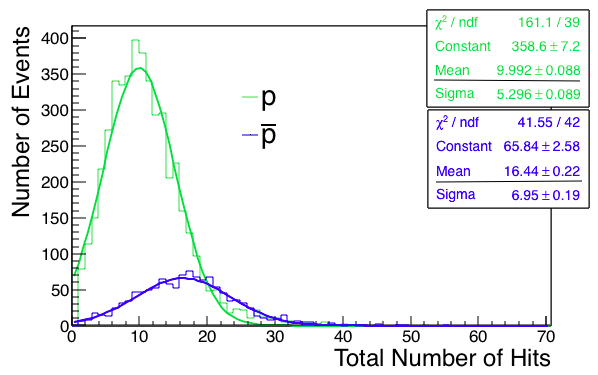 χ² / ndf 161.1 / 39
Constant 358.6 ± 7.2
Mean 9.992 ± 0.088
Sigma 5.296 ± 0.089
χ² / ndf 41.55 / 42
Constant 65.84 ± 2.58
Mean 16.44 ± 0.22
Sigma 6.95 ± 0.19
Number of Events
400
350
300
250
200
150
100
50
0
p
p̅
0 10 20 30 40 50 60 70
Total Number of Hits